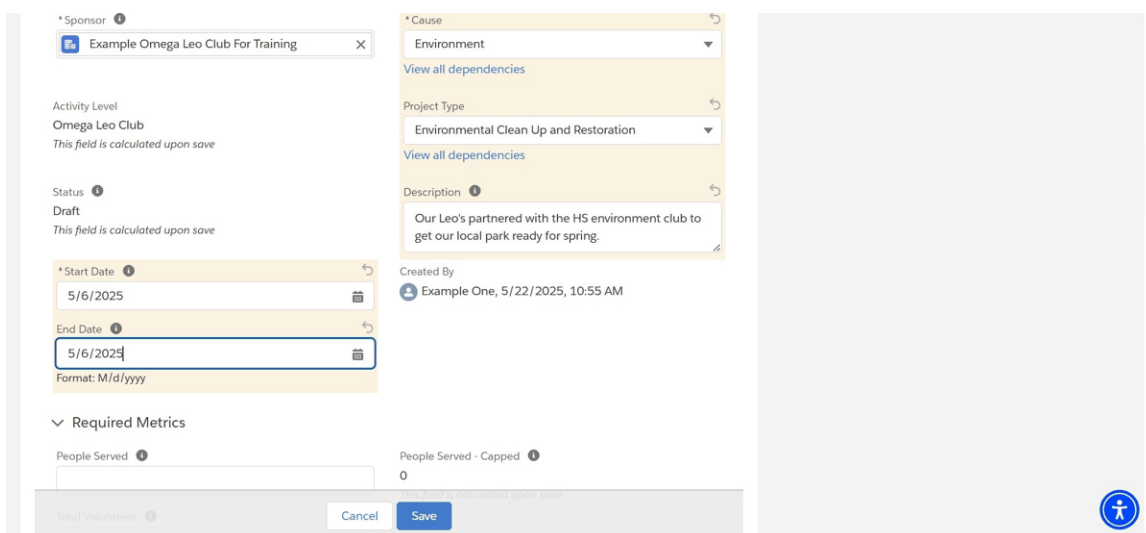 *Sponsor
Example Omega Leo Club For Training
Activity Level
Omega Leo Club
This field is calculated upon save
Status
Draft
This field is calculated upon save
*Start Date
5/6/2025
End Date
5/6/2025
Format: M/d/yyyy
*Cause
Environment
View all dependencies
Project Type
Environmental Clean Up and Restoration
View all dependencies
Description
Our Leo's partnered with the HS environment club to
get our local park ready for spring.
Created By
Example One, 5/22/2025, 10:55 AM
Required Metrics
People Served
People Served - Capped
0
This field is calculated upon save
Total Volunteers
Cancel
Save